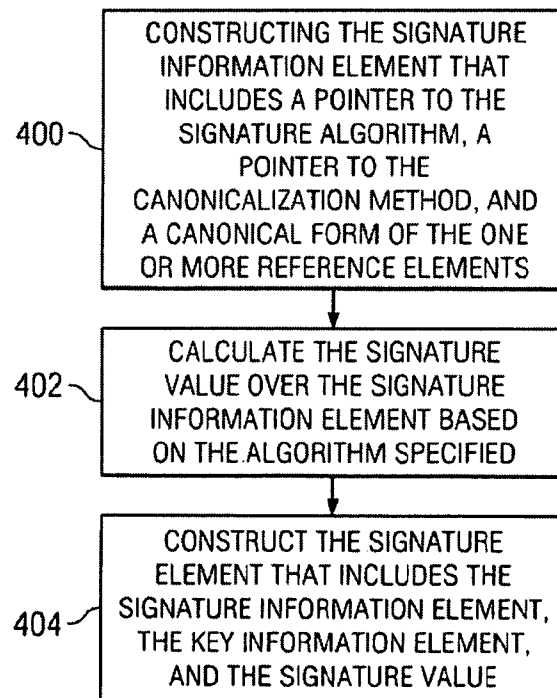 CONSTRUCTING THE SIGNATURE
INFORMATION ELEMENT THAT
INCLUDES A POINTER TO THE
SIGNATURE ALGORITHM, A
POINTER TO THE
CANONICALIZATION METHOD, AND
A CANONICAL FORM OF THE ONE
OR MORE REFERENCE ELEMENTS
400
CALCULATE THE SIGNATURE
VALUE OVER THE SIGNATURE
INFORMATION ELEMENT BASED
ON THE ALGORITHM SPECIFIED
402
CONSTRUCT THE SIGNATURE
ELEMENT THAT INCLUDES THE
SIGNATURE INFORMATION ELEMENT,
THE KEY INFORMATION ELEMENT,
AND THE SIGNATURE VALUE
404